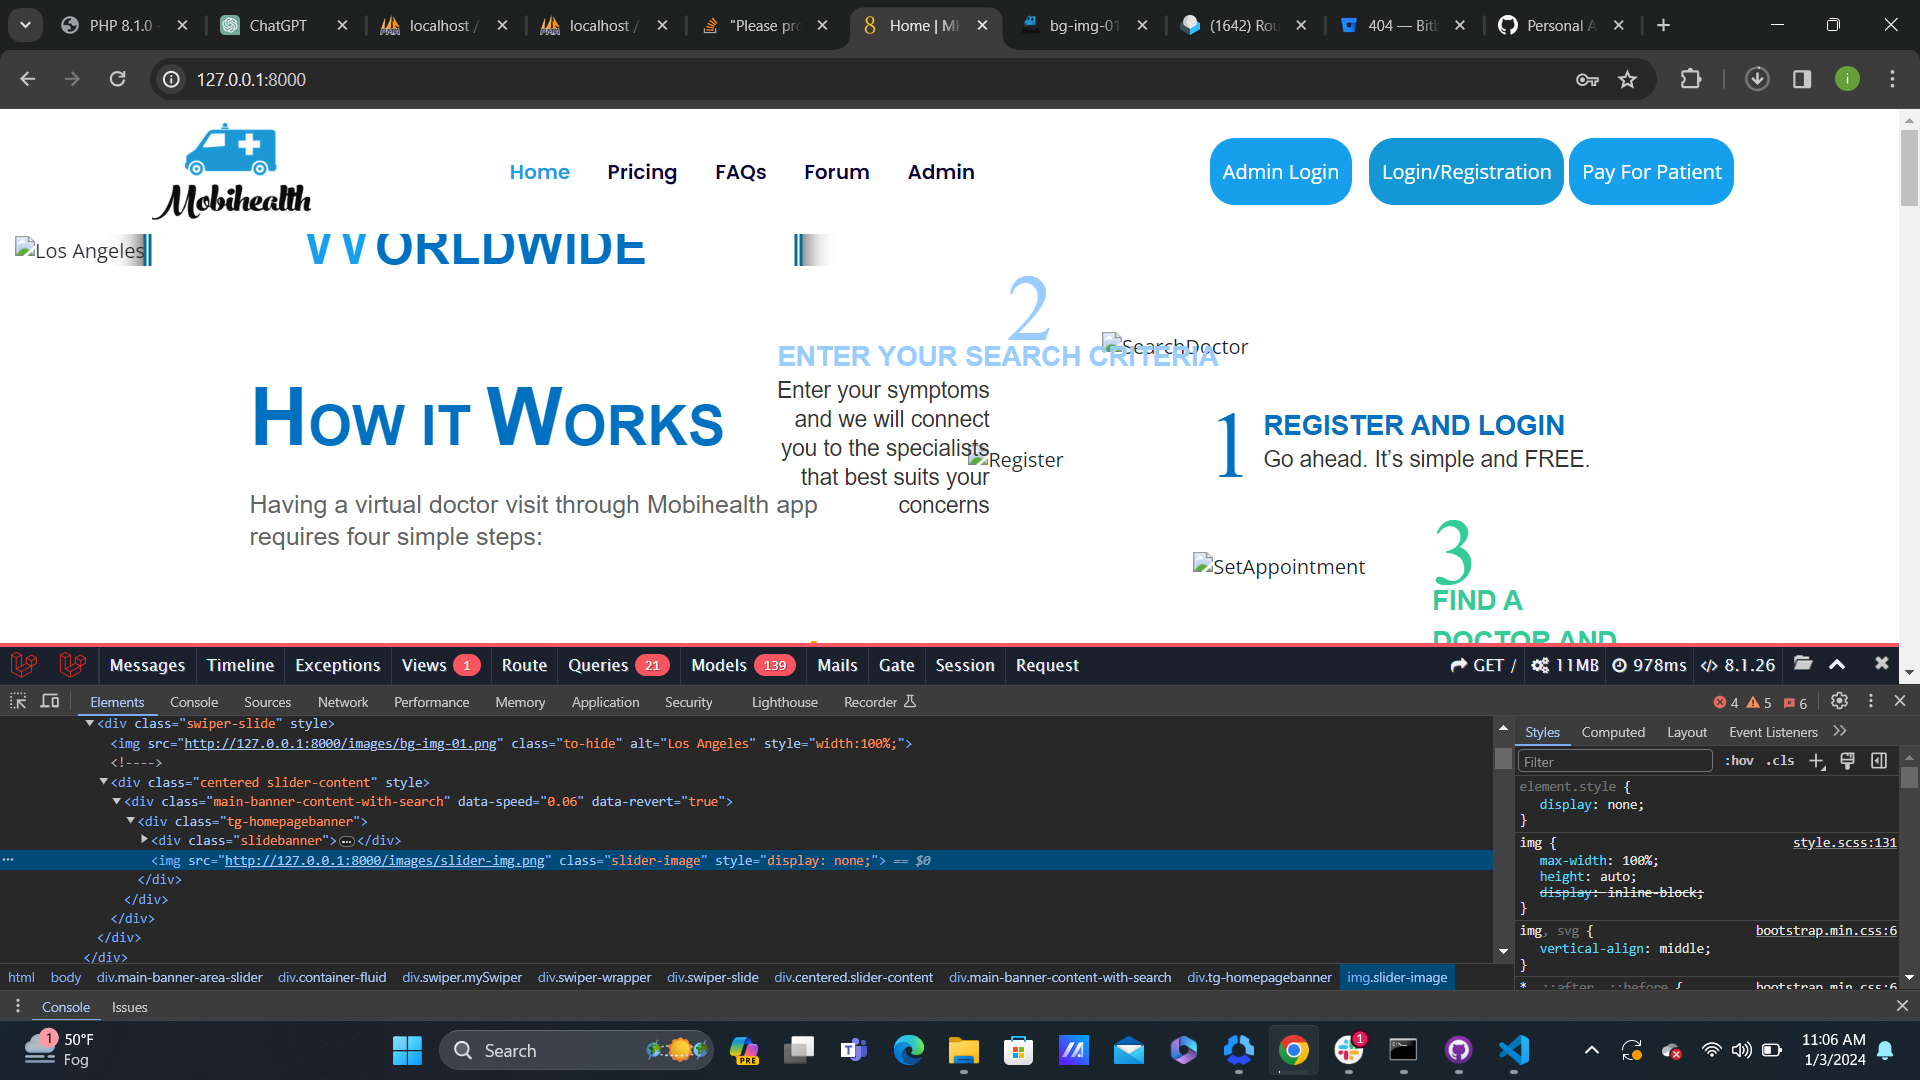 PHP 8.1.0 -
ChatGPT
localhost /
localhost /
"Please pro
Home | MH
bg-img-01
(1642) Rou
404 — Bitb
Personal A
127.0.0.1:8000
i
Mobihealth
Home
Pricing
FAQs
Forum
Admin
Admin Login
Login/Registration
Pay For Patient
Los Angeles
WORLDWIDE
2
SearchDoctor
ENTER YOUR SEARCH CRITERIA
Enter your symptoms
and we will connect
you to the specialists
that best suits your
concerns
HOW IT WORKS
Register
1
REGISTER AND LOGIN
Go ahead. It’s simple and FREE.
Having a virtual doctor visit through Mobihealth app
requires four simple steps:
SetAppointment
3
FIND A
DOCTOR AND
Messages
Timeline
Exceptions
Views 1
Route
Queries 21
Models 139
Mails
Gate
Session
Request
GET /
11MB
978ms
8.1.26
Elements
Console
Sources
Network
Performance
Memory
Application
Security
Lighthouse
Recorder
4
5
6
<div class="swiper-slide" style>
<img src="http://127.0.0.1:8000/images/bg-img-01.png" class="to-hide" alt="Los Angeles" style="width:100%;">
<!---->
<div class="centered slider-content" style>
<div class="main-banner-content-with-search" data-speed="0.06" data-revert="true">
<div class="tg-homepagebanner">
<div class="slidebanner">…</div>
<img src="http://127.0.0.1:8000/images/slider-img.png" class="slider-image" style="display: none;"> == $0
</div>
</div>
</div>
</div>
</div>
Styles
Computed
Layout
Event Listeners
Filter
:hov
.cls
element.style {
display: none;
}
img {
style.scss:131
max-width: 100%;
height: auto;
display: inline-block;
}
img, svg {
bootstrap.min.css:6
vertical-align: middle;
}
*, ::after, ::before {
bootstrap.min.css:6
html
body
div.main-banner-area-slider
div.container-fluid
div.swiper.mySwiper
div.swiper-wrapper
div.swiper-slide
div.centered.slider-content
div.main-banner-content-with-search
div.tg-homepagebanner
img.slider-image
Console
Issues
1
50°F
Fog
Search
PRE
1
11:06 AM
1/3/2024